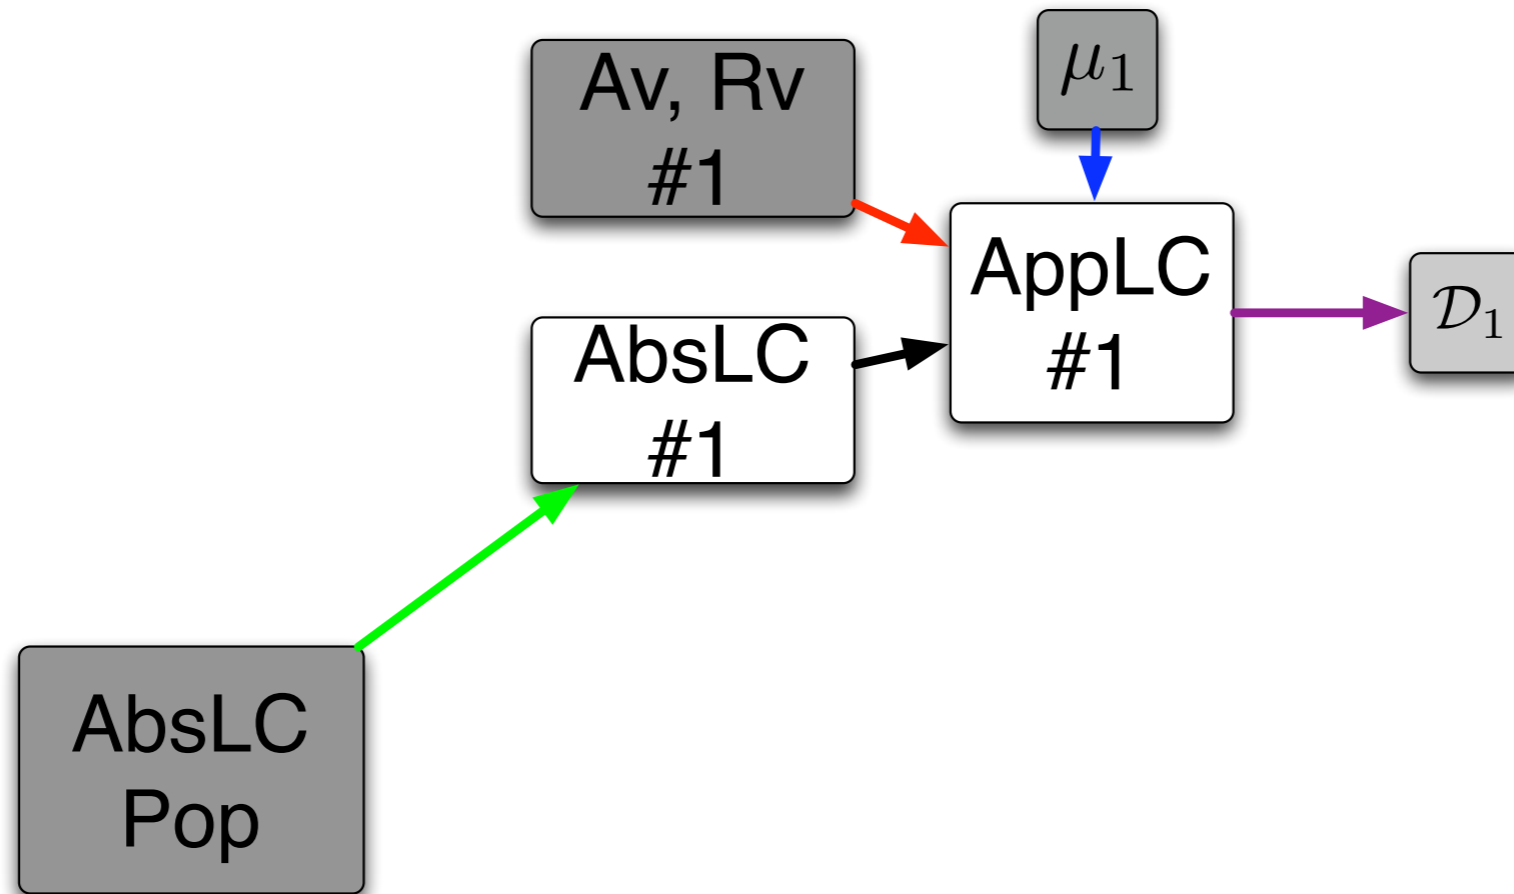 Av, Rv
#1
μ₁
AppLC
#1
𝒟₁
AbsLC
#1
AbsLC
Pop